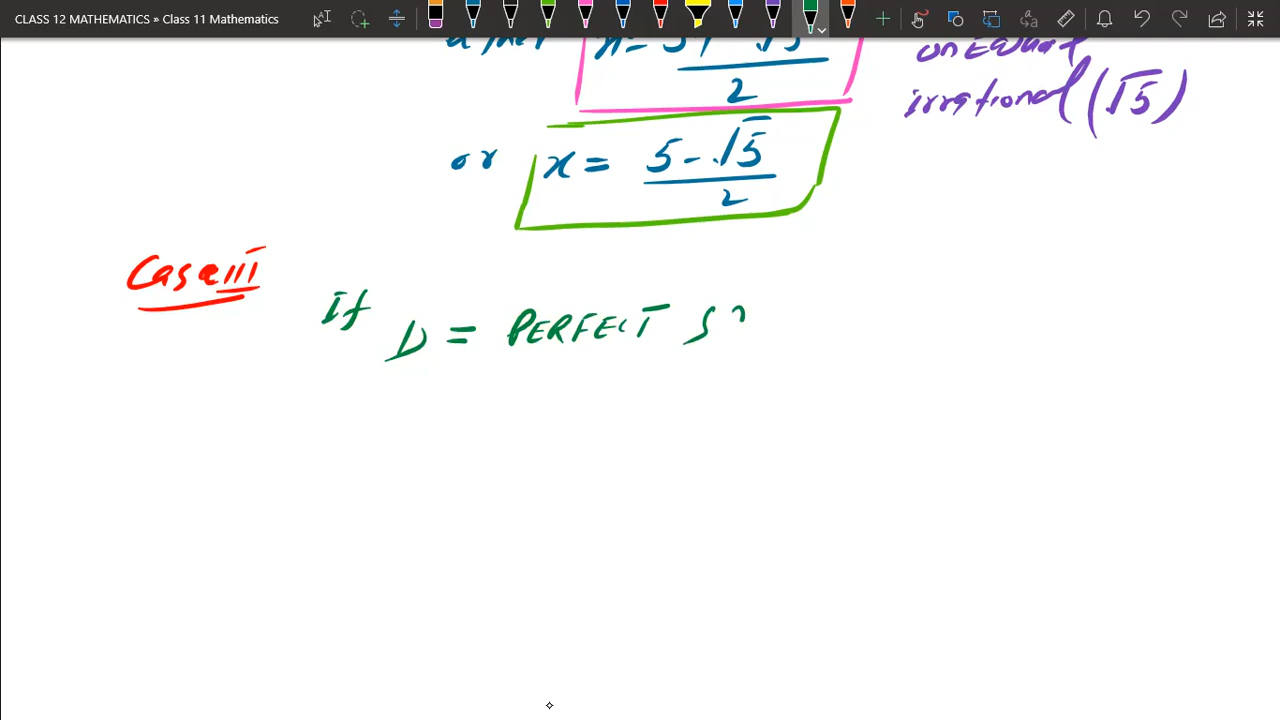 CLASS 12 MATHEMATICS » Class 11 Mathematics
2
irrational (√5)
or x = 5-√5
2
Case III
If
D = PERFECT S